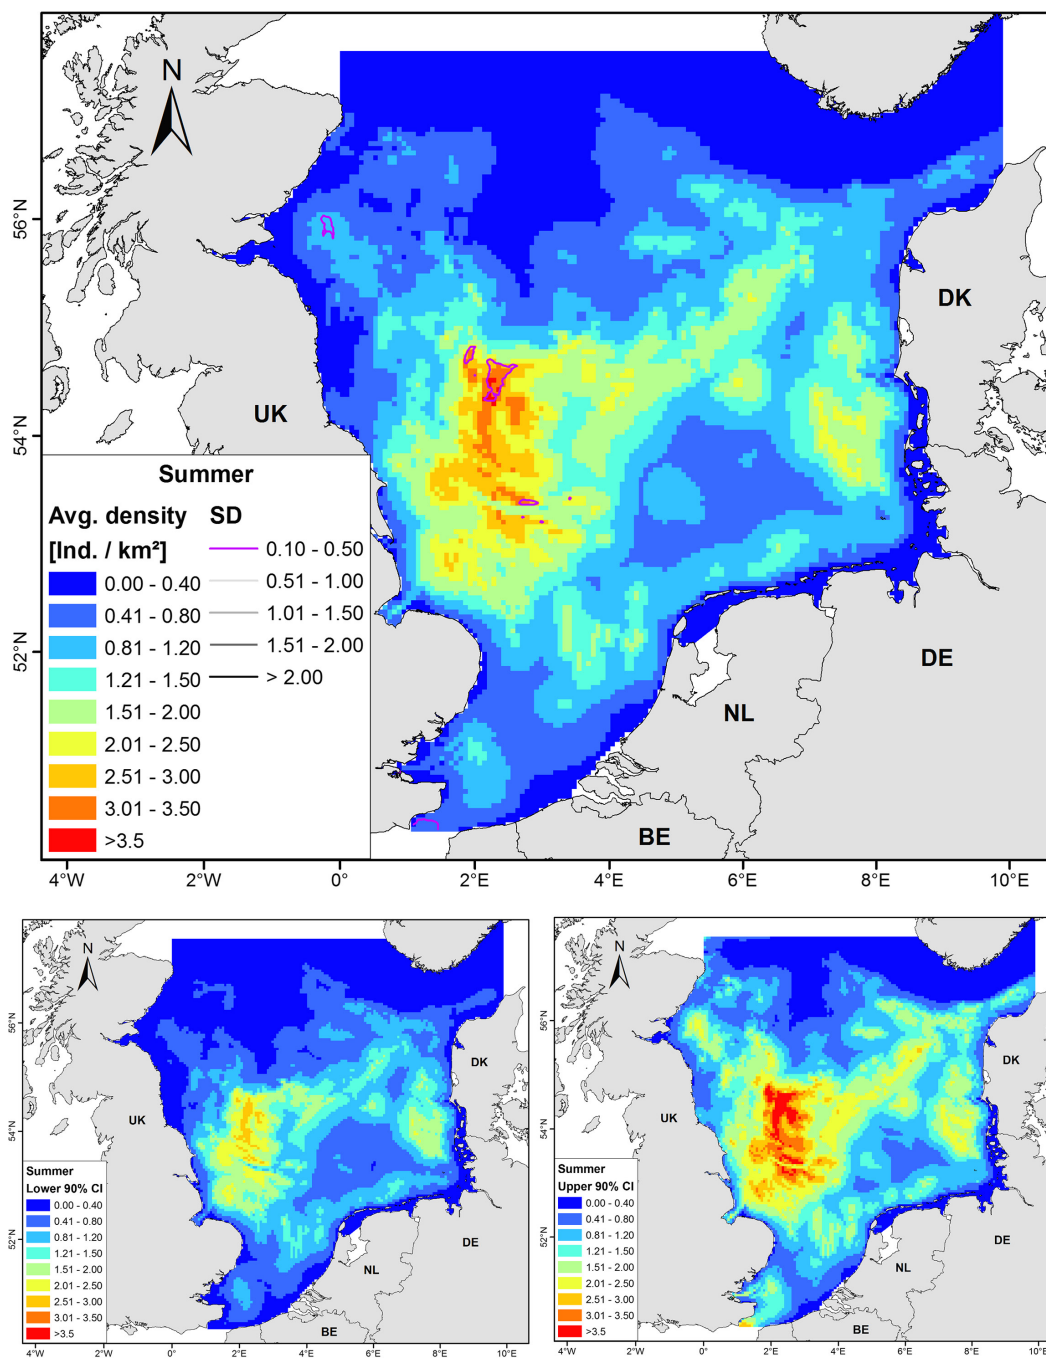 N
56°N
54°N
52°N
DK
UK
DE
NL
BE
Summer
Avg. density SD
[Ind. / km²]
0.00 - 0.40
0.41 - 0.80
0.81 - 1.20
1.21 - 1.50
1.51 - 2.00
2.01 - 2.50
2.51 - 3.00
3.01 - 3.50
>3.5
0.10 - 0.50
0.51 - 1.00
1.01 - 1.50
1.51 - 2.00
> 2.00
4°W 2°W 0° 2°E 4°E 6°E 8°E 10°E
N
56°N
54°N
52°N
DK
UK
DE
NL
BE
Summer
Lower 90% CI
0.00 - 0.40
0.41 - 0.80
0.81 - 1.20
1.21 - 1.50
1.51 - 2.00
2.01 - 2.50
2.51 - 3.00
3.01 - 3.50
>3.5
4°W 2°W 0° 2°E 4°E 6°E 8°E 10°E
N
56°N
54°N
52°N
DK
UK
DE
NL
BE
Summer
Upper 90% CI
0.00 - 0.40
0.41 - 0.80
0.81 - 1.20
1.21 - 1.50
1.51 - 2.00
2.01 - 2.50
2.51 - 3.00
3.01 - 3.50
>3.5
4°W 2°W 0° 2°E 4°E 6°E 8°E 10°E